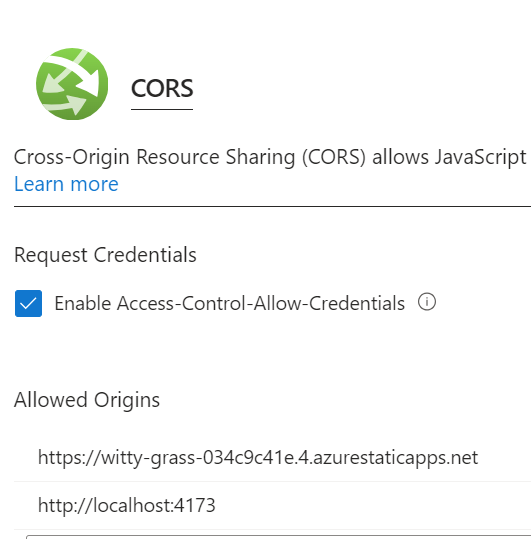 CORS
Cross-Origin Resource Sharing (CORS) allows JavaScript
Learn more
Request Credentials
Enable Access-Control-Allow-Credentials
Allowed Origins
https://witty-grass-034c9c41e.4.azurestaticapps.net
http://localhost:4173